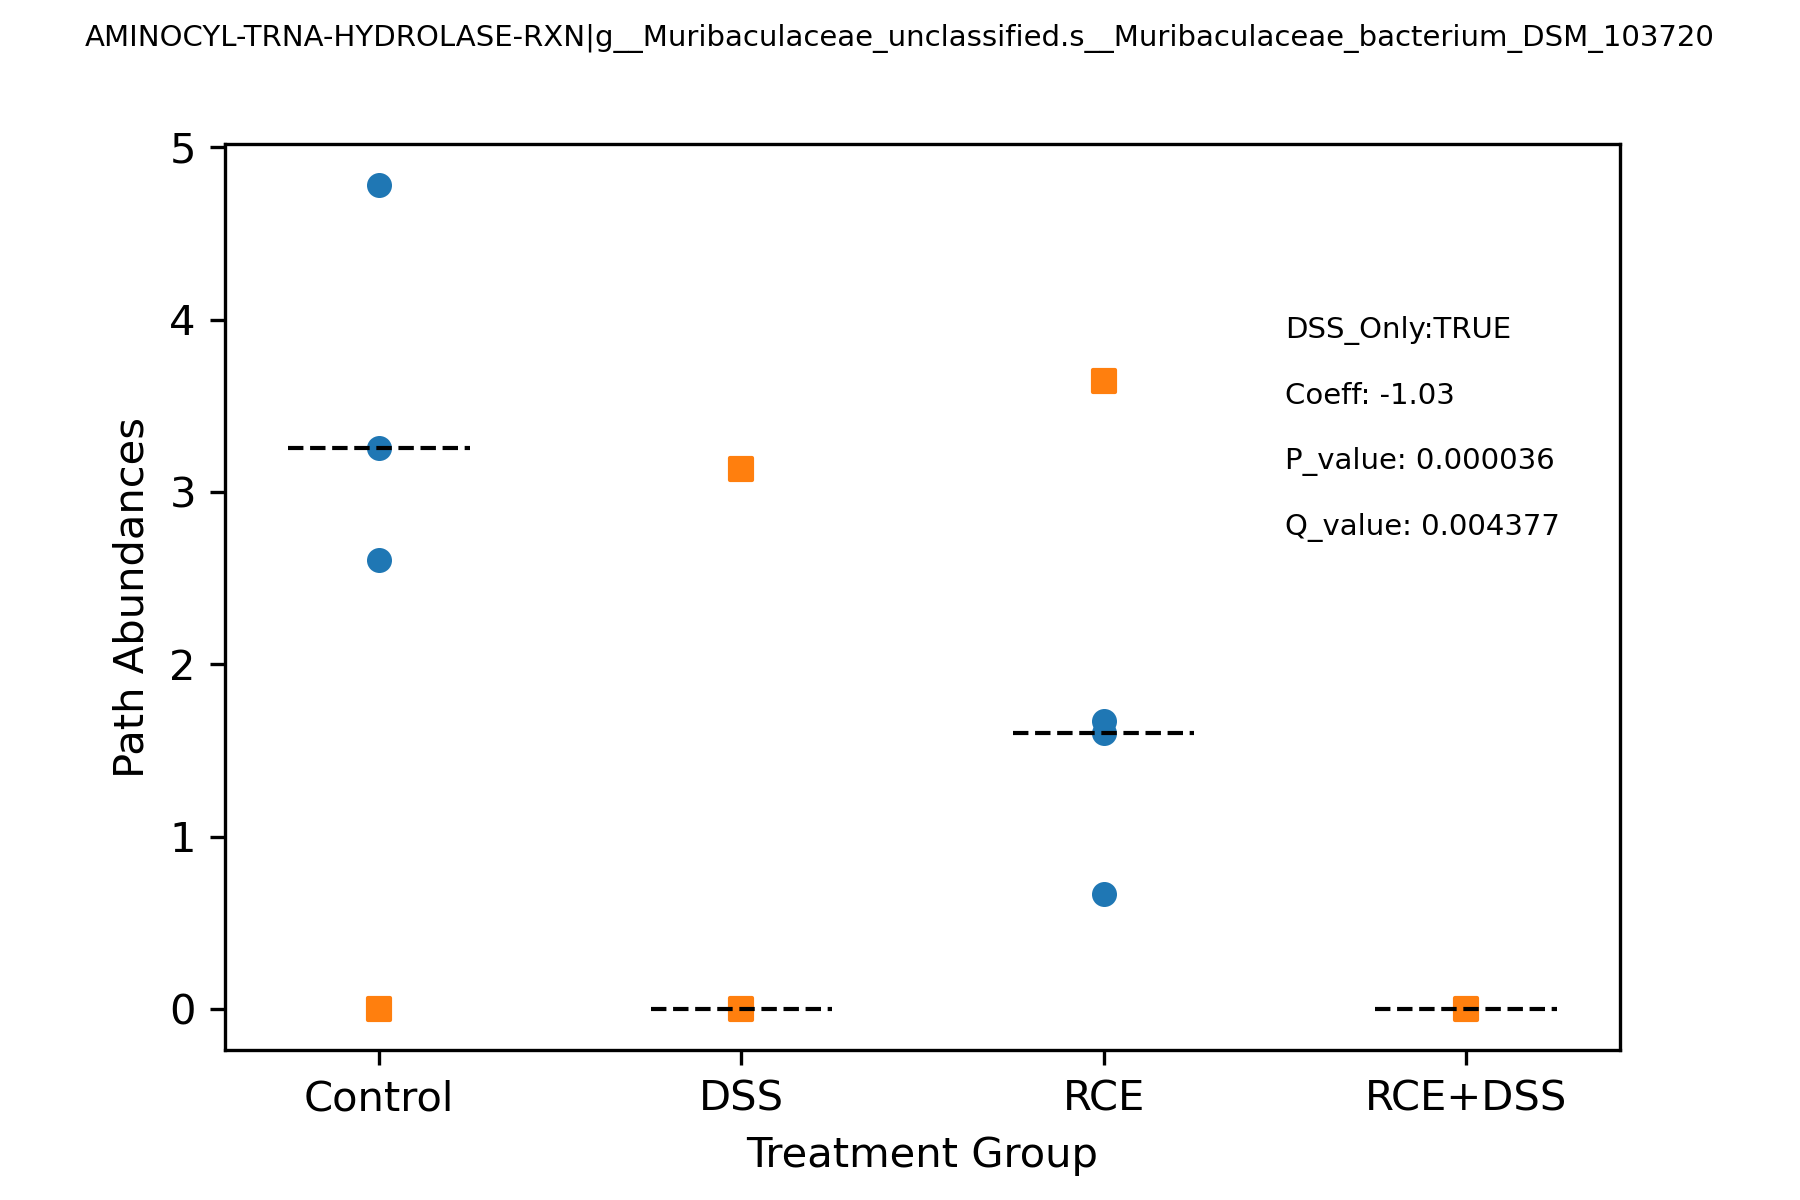 AMINOCYL-TRNA-HYDROLASE-RXN|g__Muribaculaceae_unclassified.s__Muribaculaceae_bacterium_DSM_103720
5
4
3
2
1
0
Path Abundances
DSS_Only:TRUE
Coeff: -1.03
P_value: 0.000036
Q_value: 0.004377
Control
DSS
RCE
RCE+DSS
Treatment Group